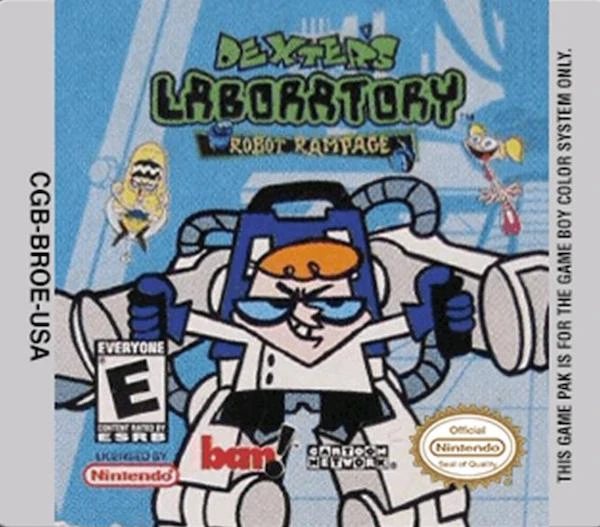 DEXTER'S
LABORATORY
TM
ROBOT RAMPAGE
CGB-BROE-USA
THIS GAME PAK IS FOR THE GAME BOY COLOR SYSTEM ONLY.
EVERYONE
E
CONTENT RATED BY
ESRB
LICENSED BY
Nintendo
bam!
CARTOON
NETWORK
Official
Nintendo
Seal of Quality